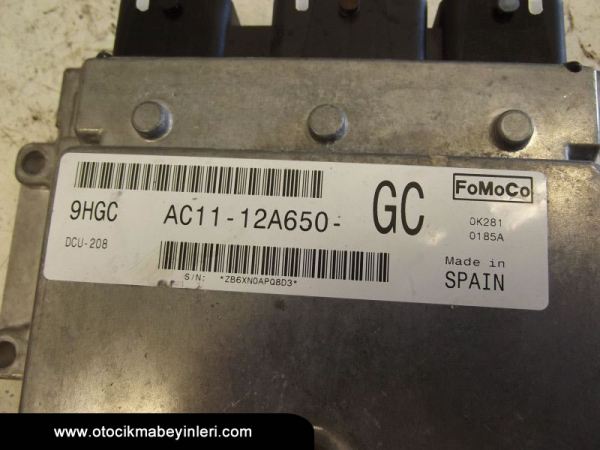 FoMoCo
9HGC AC11-12A650- GC
0K281
0185A
DCU-208
Made in
SPAIN
S/N: *ZB6XN0APQ8D3*
www.otocikmabeyinleri.com